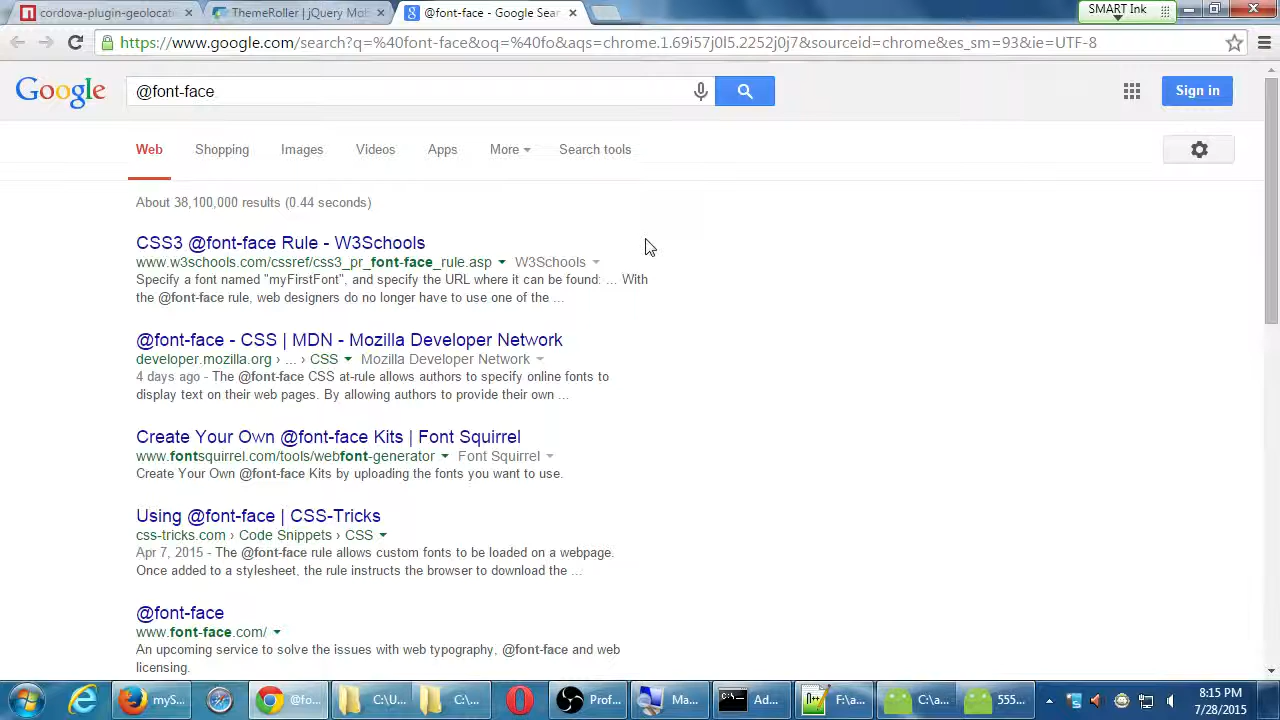 cordova-plugin-geolocat
ThemeRoller | jQuery Mob
@font-face - Google Sear
SMART Ink
https://www.google.com/search?q=%40font-face&oq=%40fo&aqs=chrome.1.69i57j0l5.2252j0j7&sourceid=chrome&es_sm=93&ie=UTF-8
Google
@font-face
Sign in
Web Shopping Images Videos Apps More Search tools
About 38,100,000 results (0.44 seconds)
CSS3 @font-face Rule - W3Schools
www.w3schools.com/cssref/css3_pr_font-face_rule.asp W3Schools
Specify a font named "myFirstFont", and specify the URL where it can be found: ... With
the @font-face rule, web designers do no longer have to use one of the ...
@font-face - CSS | MDN - Mozilla Developer Network
developer.mozilla.org › ... › CSS Mozilla Developer Network
4 days ago - The @font-face CSS at-rule allows authors to specify online fonts to
display text on their web pages. By allowing authors to provide their own ...
Create Your Own @font-face Kits | Font Squirrel
www.fontsquirrel.com/tools/webfont-generator Font Squirrel
Create Your Own @font-face Kits by uploading the fonts you want to use.
Using @font-face | CSS-Tricks
css-tricks.com › Code Snippets › CSS
Apr 7, 2015 - The @font-face rule allows custom fonts to be loaded on a webpage.
Once added to a stylesheet, the rule instructs the browser to download the ...
@font-face
www.font-face.com/
An upcoming service to solve the issues with web typography, @font-face and web
licensing.
myS... @fo... C:\U... C:\... Prof... Ma... Ad... F:\a... C:\a... 555...
8:15 PM
7/28/2015